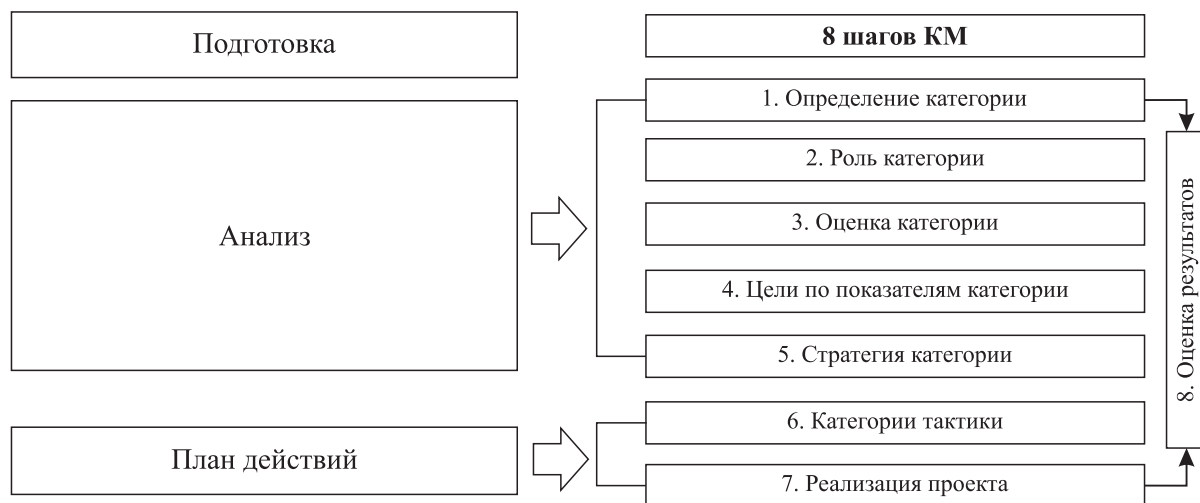 Подготовка
8 шагов КМ
Анализ
1. Определение категории
2. Роль категории
3. Оценка категории
4. Цели по показателям категории
5. Стратегия категории
8. Оценка результатов
План действий
6. Категории тактики
7. Реализация проекта